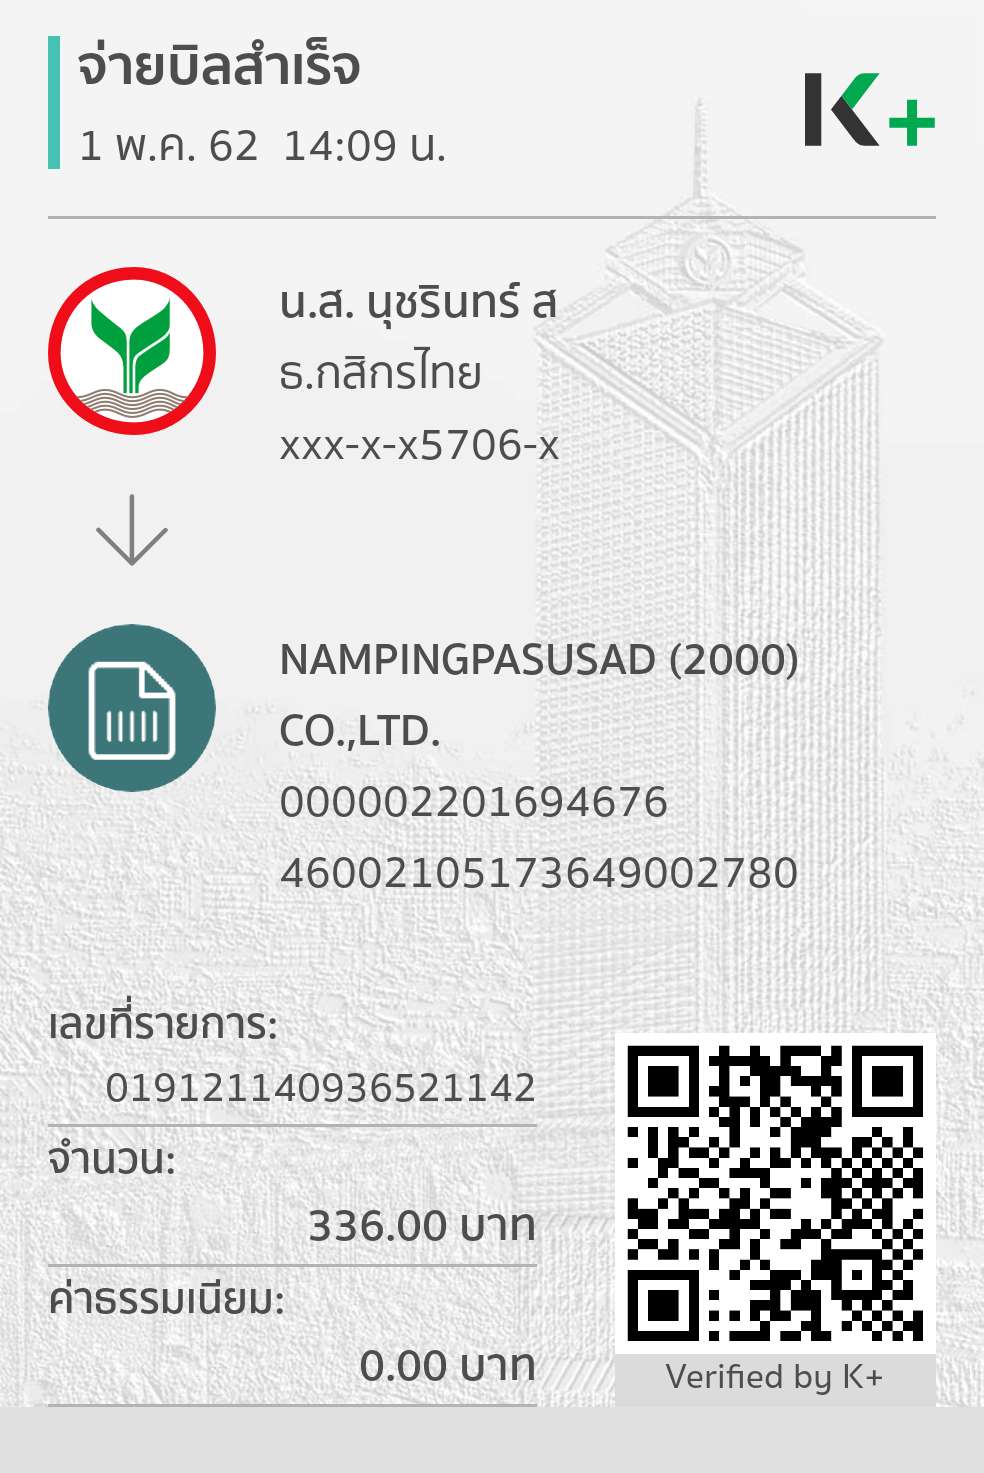 จ่ายบิลสำเร็จ
1 พ.ค. 62 14:09 น.
K+
น.ส. นุชรินทร์ ส
ธ.กสิกรไทย
xxx-x-x5706-x
NAMPINGPASUSAD (2000)
CO.,LTD.
000002201694676
46002105173649002780
เลขที่รายการ:
019121140936521142
จำนวน:
336.00 บาท
ค่าธรรมเนียม:
0.00 บาท
Verified by K+